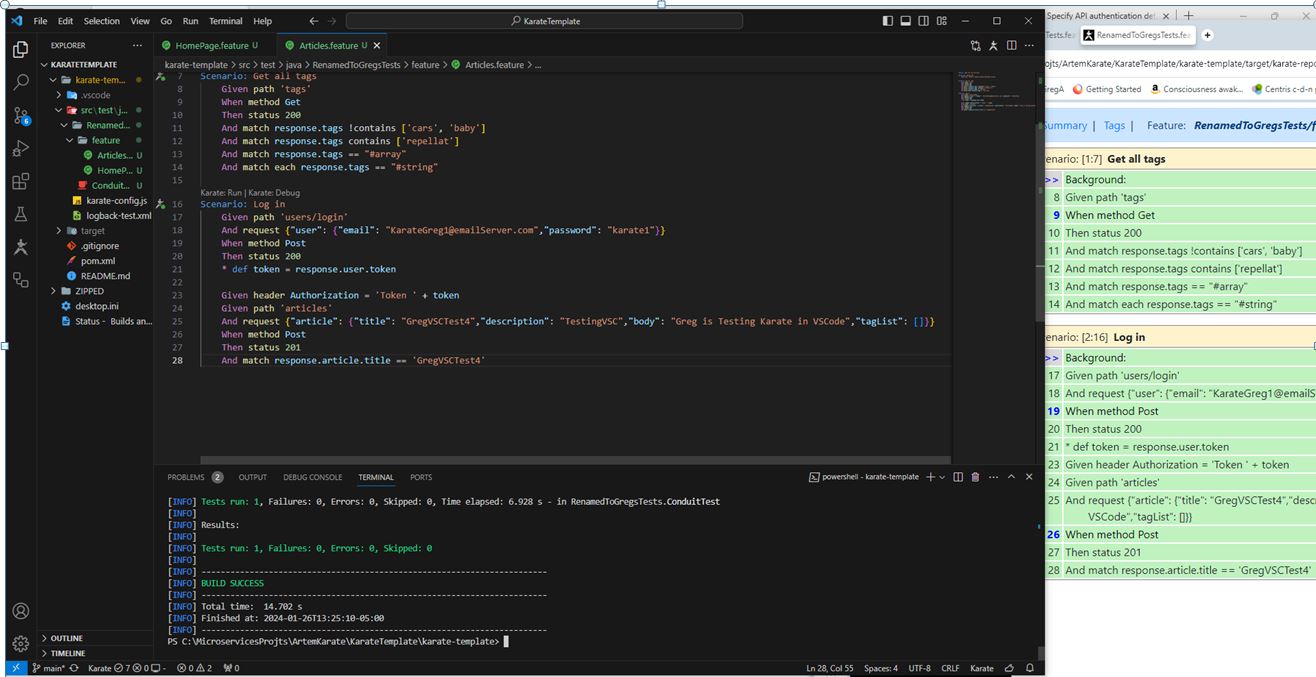 File Edit Selection View Go Run Terminal Help
KarateTemplate
EXPLORER
KARATETEMPLATE
karate-tem...
.vscode
src\test\j...
Renamed...
feature
Articles... U
HomeP... U
Conduit... U
karate-config.js
logback-test.xml
target
.gitignore
pom.xml
README.md
ZIPPED
desktop.ini
Status - Builds an...
OUTLINE
TIMELINE
6
HomePage.feature U
Articles.feature U
karate-template > src > test > java > RenamedToGregsTests > feature > Articles.feature > ...
7 Scenario: Get all tags
8 Given path 'tags'
9 When method Get
10 Then status 200
11 And match response.tags !contains ['cars', 'baby']
12 And match response.tags contains ['repellat']
13 And match response.tags == "#array"
14 And match each response.tags == "#string"
15
Karate: Run | Karate: Debug
16 Scenario: Log in
17 Given path 'users/login'
18 And request {"user": {"email": "KarateGreg1@emailServer.com","password": "karate1"}}
19 When method Post
20 Then status 200
21 * def token = response.user.token
22
23 Given header Authorization = 'Token ' + token
24 Given path 'articles'
25 And request {"article": {"title": "GregVSCTest4","description": "TestingVSC","body": "Greg is Testing Karate in VSCode","tagList": []}}
26 When method Post
27 Then status 201
28 And match response.article.title == 'GregVSCTest4'
PROBLEMS 2 OUTPUT DEBUG CONSOLE TERMINAL PORTS
powershell - karate-template
[INFO] Tests run: 1, Failures: 0, Errors: 0, Skipped: 0, Time elapsed: 6.928 s - in RenamedToGregsTests.ConduitTest
[INFO]
[INFO] Results:
[INFO]
[INFO] Tests run: 1, Failures: 0, Errors: 0, Skipped: 0
[INFO]
[INFO] ------------------------------------------------------------------------
[INFO] BUILD SUCCESS
[INFO] ------------------------------------------------------------------------
[INFO] Total time: 14.702 s
[INFO] Finished at: 2024-01-26T13:25:10-05:00
[INFO] ------------------------------------------------------------------------
PS C:\MicroservicesProjts\ArtemKarate\KarateTemplate\karate-template>
main* Karate 7 0 - 0 2 0
Ln 28, Col 55 Spaces: 4 UTF-8 CRLF Karate
Specify API authentication def
Tests.fea RenamedToGregsTests.fea
Projts/ArtemKarate/KarateTemplate/karate-template/target/karate-repo
GregA Getting Started Consciousness awak... Centric c-d-n
Summary | Tags | Feature: RenamedToGregsTests/f
enario: [1:7] Get all tags
>> Background:
8 Given path 'tags'
9 When method Get
10 Then status 200
11 And match response.tags !contains ['cars', 'baby']
12 And match response.tags contains ['repellat']
13 And match response.tags == "#array"
14 And match each response.tags == "#string"
enario: [2:16] Log in
>> Background:
17 Given path 'users/login'
18 And request {"user": {"email": "KarateGreg1@emailS
19 When method Post
20 Then status 200
21 * def token = response.user.token
23 Given header Authorization = 'Token ' + token
24 Given path 'articles'
25 And request {"article": {"title": "GregVSCTest4","descr
VSCode","tagList": []}}
26 When method Post
27 Then status 201
28 And match response.article.title == 'GregVSCTest4'